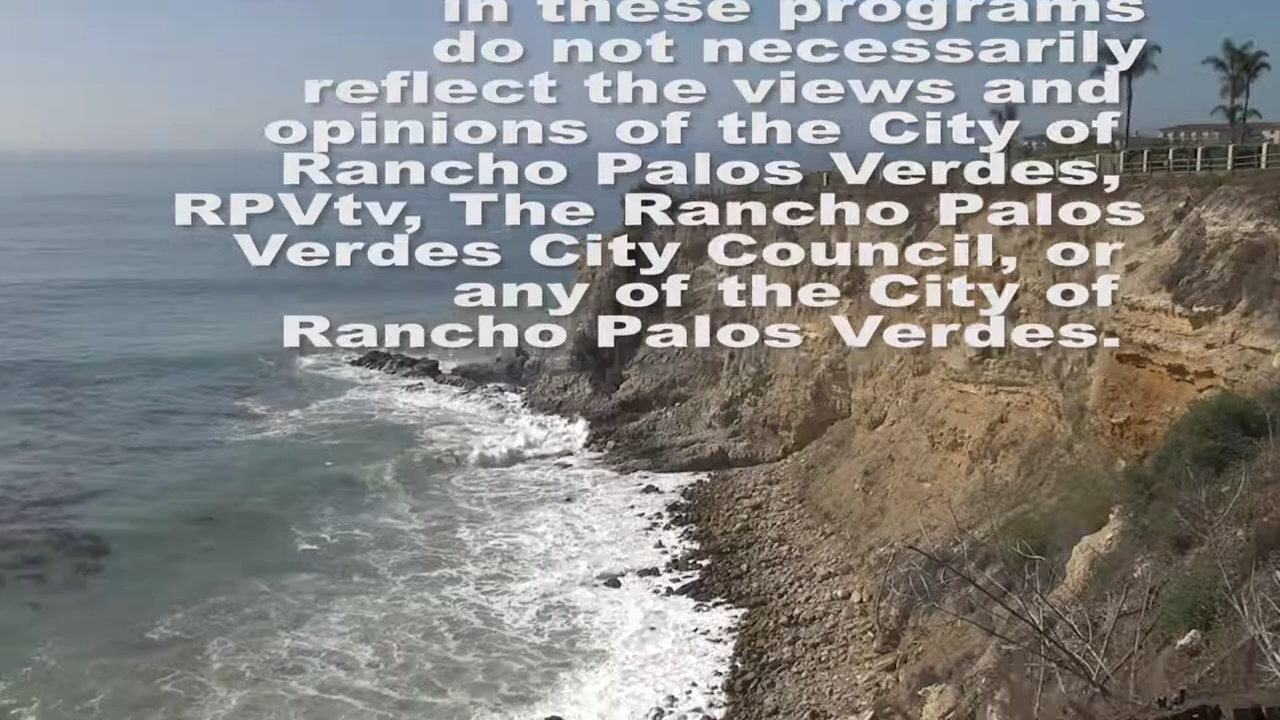 in these programs
do not necessarily
reflect the views and
opinions of the City of
Rancho Palos Verdes,
RPVtv, The Rancho Palos
Verdes City Council, or
any of the City of
Rancho Palos Verdes.